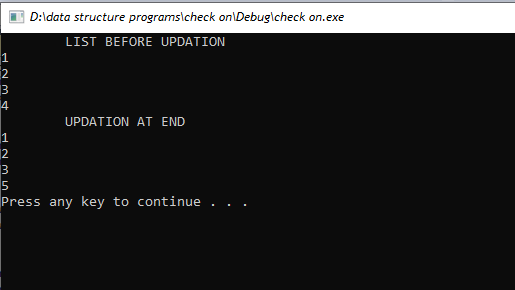 D:\data structure programs\check on\Debug\check on.exe
LIST BEFORE UPDATION
1
2
3
4
UPDATION AT END
1
2
3
5
Press any key to continue . . .